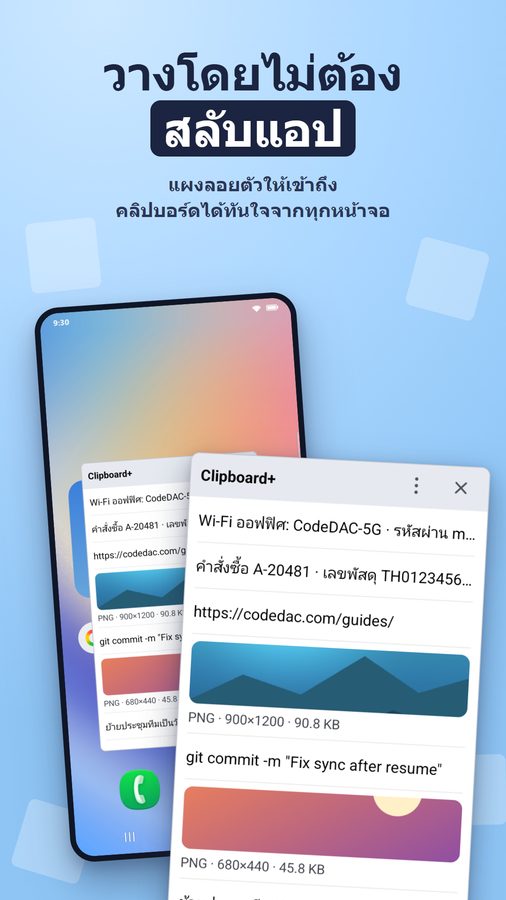 วางโดยไม่ต้อง
สลับแอป
แผงลอยตัวให้เข้าถึง
คลิปบอร์ดได้ทันใจจากทุกหน้าจอ
9:30
Clipboard+
Wi-Fi ออฟฟิศ: CodeDAC-5
คำสั่งซื้อ A-20481 · เลขพั
https://codedac.com/g
PNG · 900×1200 · 90.8 K
git commit -m "Fix sy
PNG · 680×440 · 45.8
ย้ายประชุมทีมเป็น
Clipboard+
Wi-Fi ออฟฟิศ: CodeDAC-5G · รหัสผ่าน m...
คำสั่งซื้อ A-20481 · เลขพัสดุ TH0123456...
https://codedac.com/guides/
PNG · 900×1200 · 90.8 KB
git commit -m "Fix sync after resume"
PNG · 680×440 · 45.8 KB